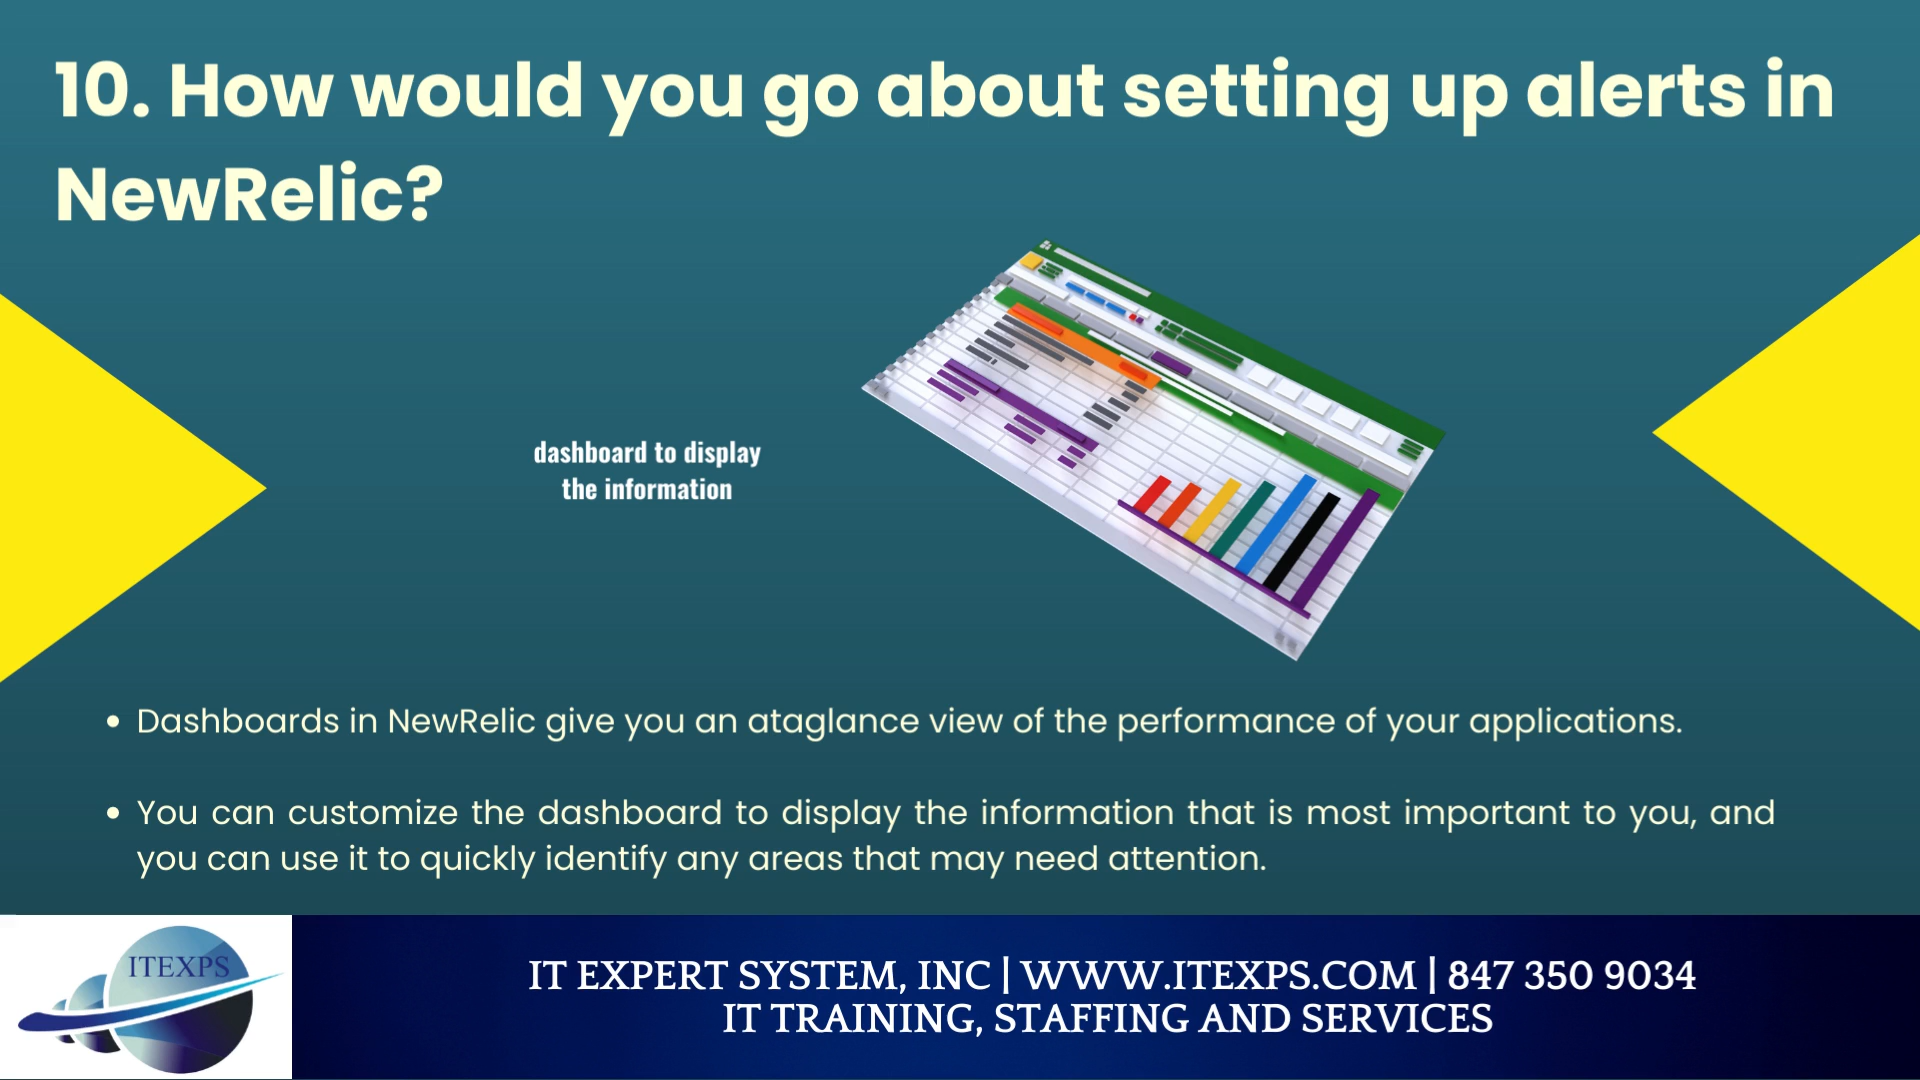 10. How would you go about setting up alerts in
NewRelic?
dashboard to display
the information
• Dashboards in NewRelic give you an ataglance view of the performance of your applications.
• You can customize the dashboard to display the information that is most important to you, and
you can use it to quickly identify any areas that may need attention.
ITEXPS
IT EXPERT SYSTEM, INC | WWW.ITEXPS.COM | 847 350 9034
IT TRAINING, STAFFING AND SERVICES